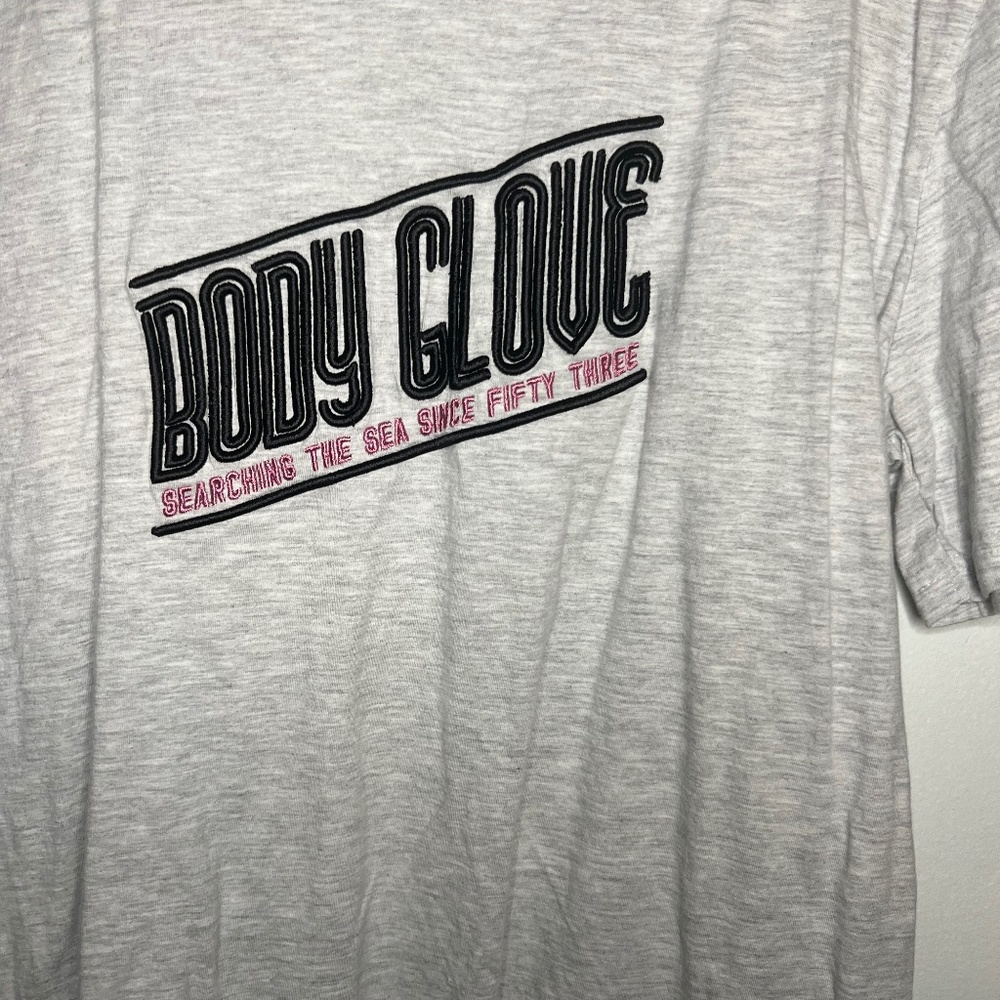 BODY GLOVE
SEARCHING THE SEA SINCE FIFTY THREE